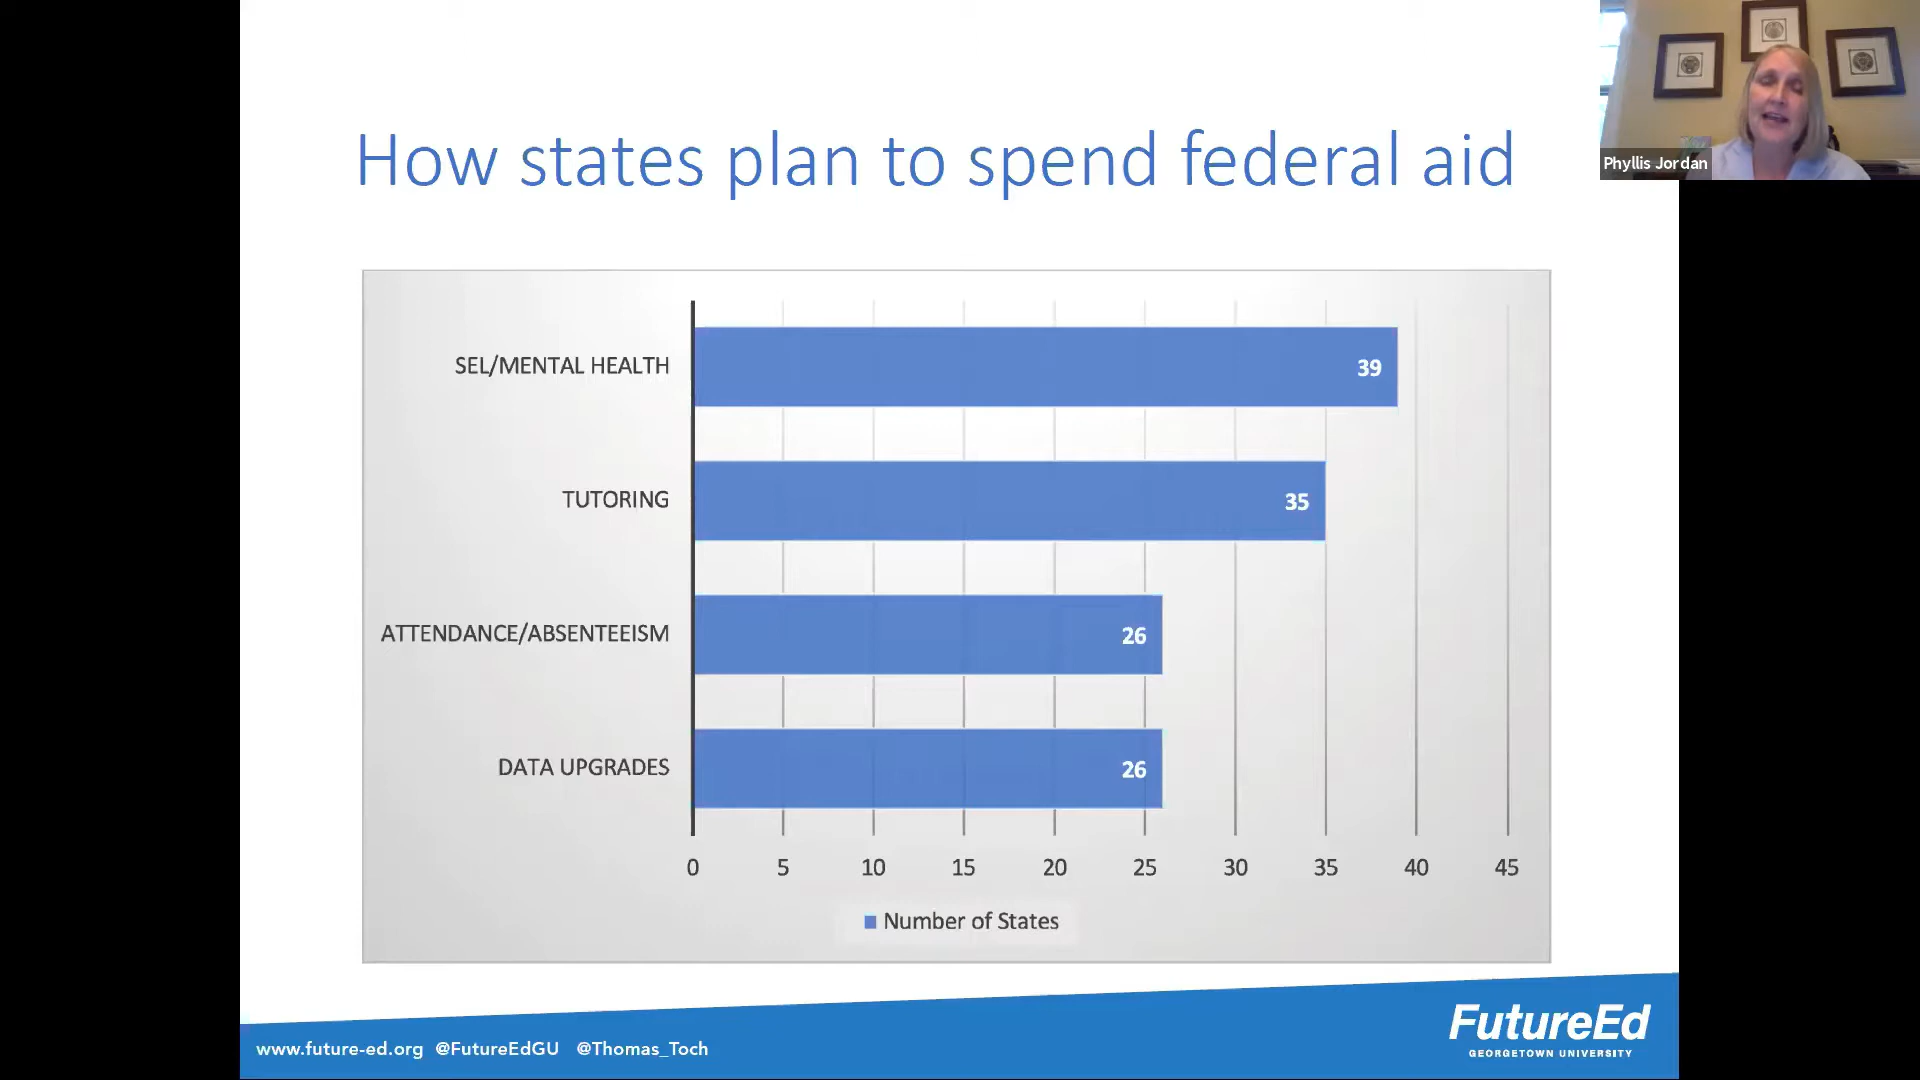 How states plan to spend federal aid
Phyllis Jordan
SEL/MENTAL HEALTH
39
TUTORING
35
ATTENDANCE/ABSENTEEISM
26
DATA UPGRADES
26
0 5 10 15 20 25 30 35 40 45
Number of States
www.future-ed.org @FutureEdGU @Thomas_Toch
FutureEd
GEORGETOWN UNIVERSITY